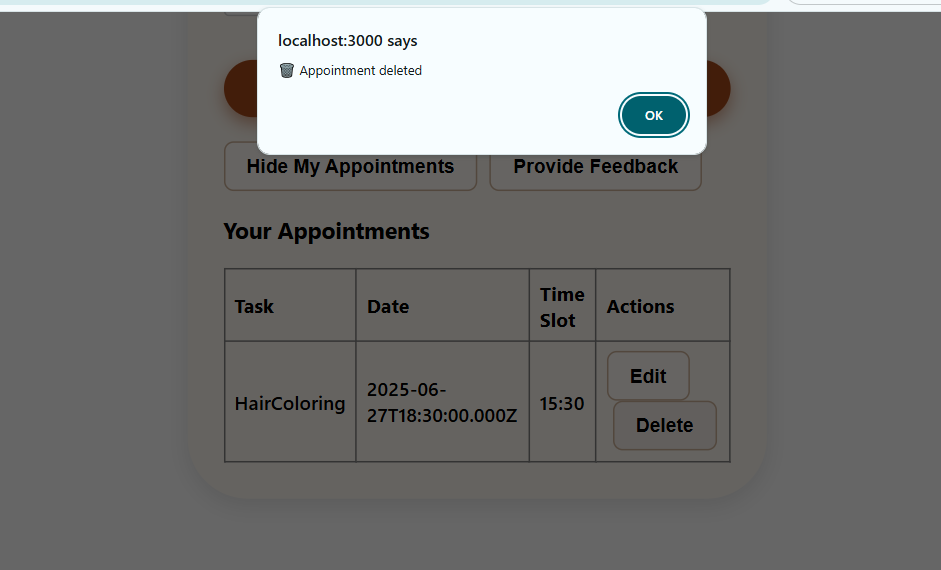 localhost:3000 says
🗑️ Appointment deleted
OK
Hide My Appointments
Provide Feedback
Your Appointments
Task
Date
Time
Slot
Actions
HairColoring
2025-06-
27T18:30:00.000Z
15:30
Edit
Delete